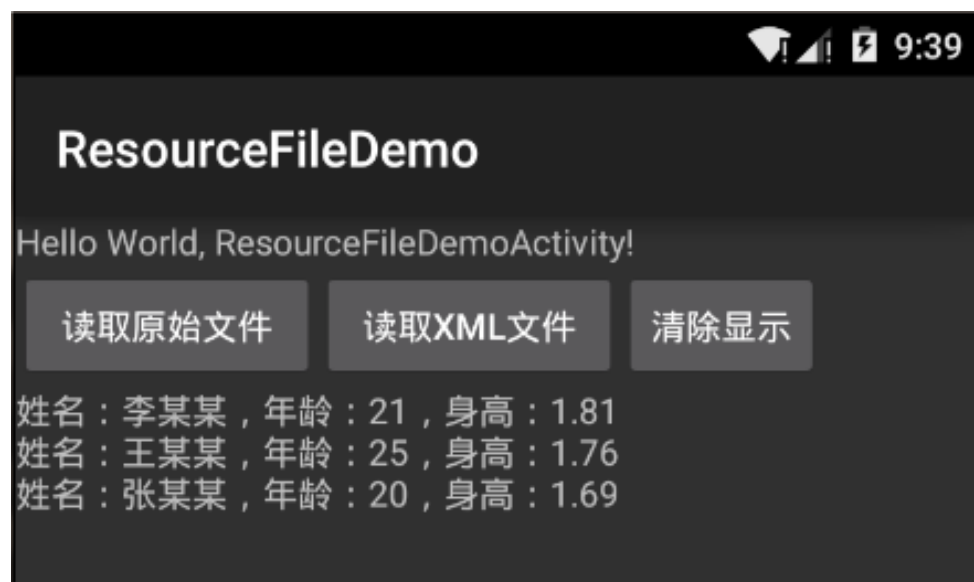 9:39
ResourceFileDemo
Hello World, ResourceFileDemoActivity!
读取原始文件 读取XML文件 清除显示
姓名：李某某，年龄：21，身高：1.81
姓名：王某某，年龄：25，身高：1.76
姓名：张某某，年龄：20，身高：1.69